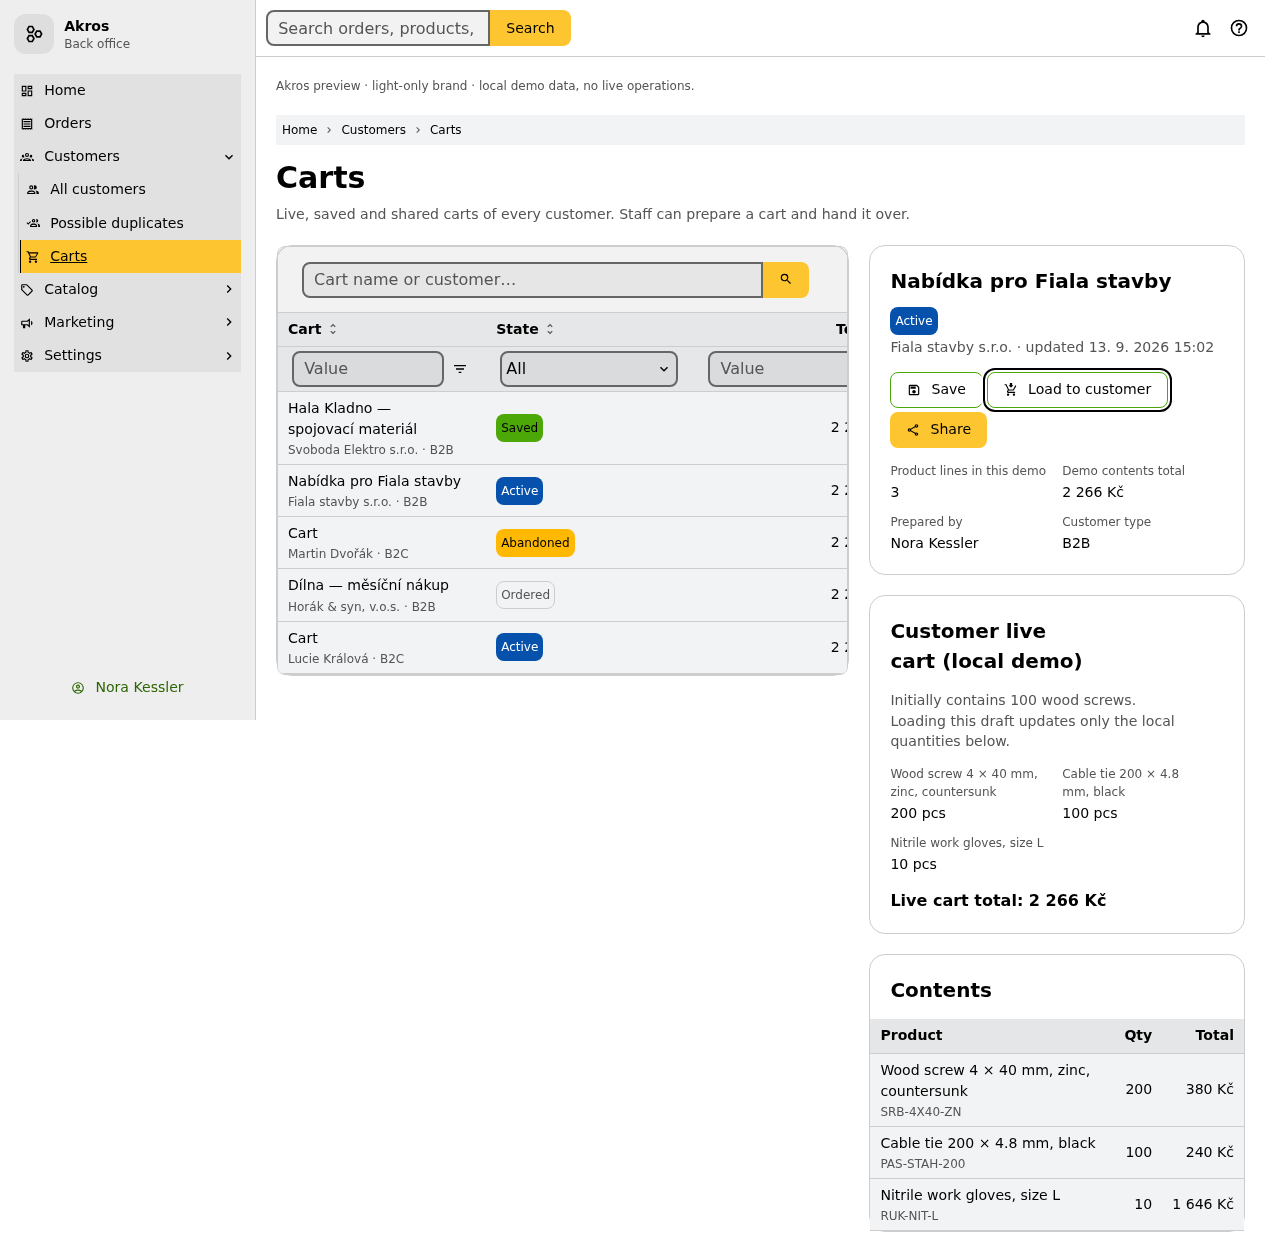 Akros
Back office
Home
Orders
Customers
All customers
Possible duplicates
Carts
Catalog
Marketing
Settings
Nora Kessler
Search orders, products,
Search
Akros preview · light-only brand · local demo data, no live operations.
Home › Customers › Carts
Carts
Live, saved and shared carts of every customer. Staff can prepare a cart and hand it over.
Cart name or customer…
Cart State
Value All Value
Hala Kladno —
spojovací materiál
Svoboda Elektro s.r.o. · B2B
Saved
Nabídka pro Fiala stavby
Fiala stavby s.r.o. · B2B
Active
Cart
Martin Dvořák · B2C
Abandoned
Dílna — měsíční nákup
Horák & syn, v.o.s. · B2B
Ordered
Cart
Lucie Králová · B2C
Active
Nabídka pro Fiala stavby
Active
Fiala stavby s.r.o. · updated 13. 9. 2026 15:02
Save Load to customer
Share
Product lines in this demo
3
Demo contents total
2 266 Kč
Prepared by
Nora Kessler
Customer type
B2B
Customer live
cart (local demo)
Initially contains 100 wood screws.
Loading this draft updates only the local
quantities below.
Wood screw 4 × 40 mm,
zinc, countersunk
200 pcs
Cable tie 200 × 4.8
mm, black
100 pcs
Nitrile work gloves, size L
10 pcs
Live cart total: 2 266 Kč
Contents
Product Qty Total
Wood screw 4 × 40 mm, zinc,
countersunk
SRB-4X40-ZN
200 380 Kč
Cable tie 200 × 4.8 mm, black
PAS-STAH-200
100 240 Kč
Nitrile work gloves, size L
RUK-NIT-L
10 1 646 Kč